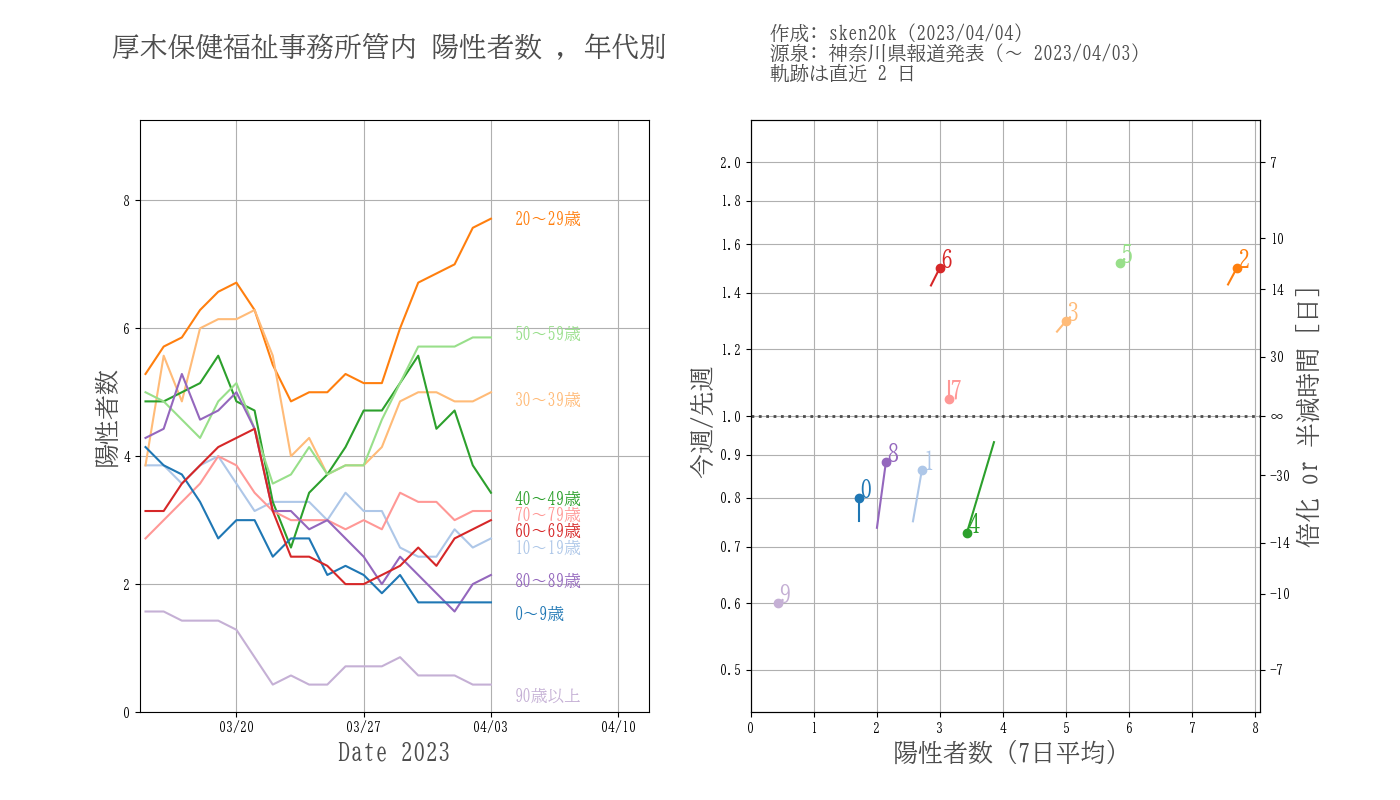 厚木保健福祉事務所管内 陽性者数 , 年代別
作成: sken20k (2023/04/04)
源泉: 神奈川県報道発表 (～ 2023/04/03)
軌跡は直近 2 日
陽性者数
8
6
4
2
0
03/20
03/27
04/03
04/10
Date 2023
20～29歳
50～59歳
30～39歳
40～49歳
70～79歳
60～69歳
10～19歳
80～89歳
0～9歳
90歳以上
今週/先週
2.0
1.8
1.6
1.4
1.2
1.0
0.9
0.8
0.7
0.6
0.5
0
1
2
3
4
5
6
7
8
陽性者数 (7日平均)
6
5
2
3
7
8
1
0
4
9
7
10
14
30
∞
-30
-14
-10
-7
倍化 or 半減時間 [日]